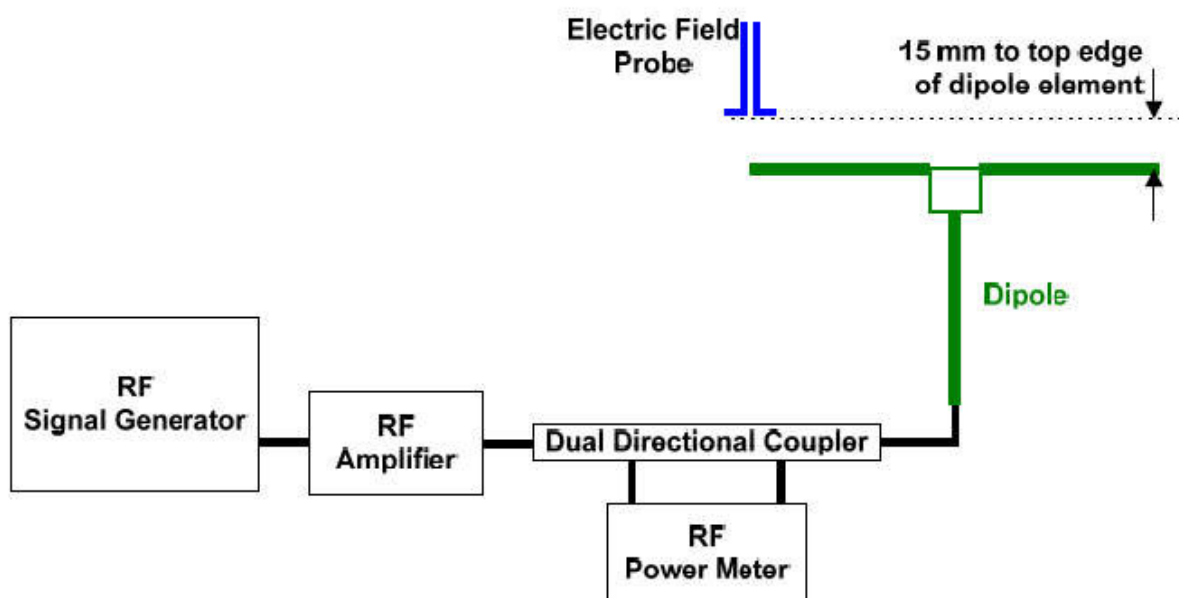 Electric Field
Probe
15 mm to top edge
of dipole element
Dipole
RF
Signal Generator
RF
Amplifier
Dual Directional Coupler
RF
Power Meter